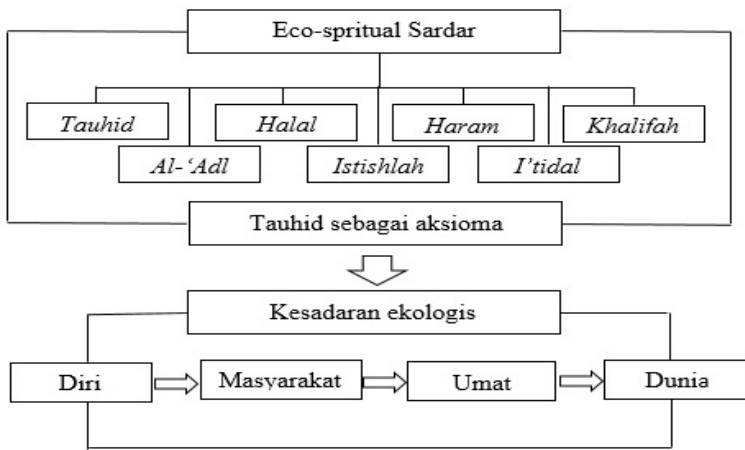 Eco-spritual Sardar
Tauhid
Halal
Haram
Khalifah
Al-‘Adl
Istishlah
I’tidal
Tauhid sebagai aksioma
Kesadaran ekologis
Diri
Masyarakat
Umat
Dunia